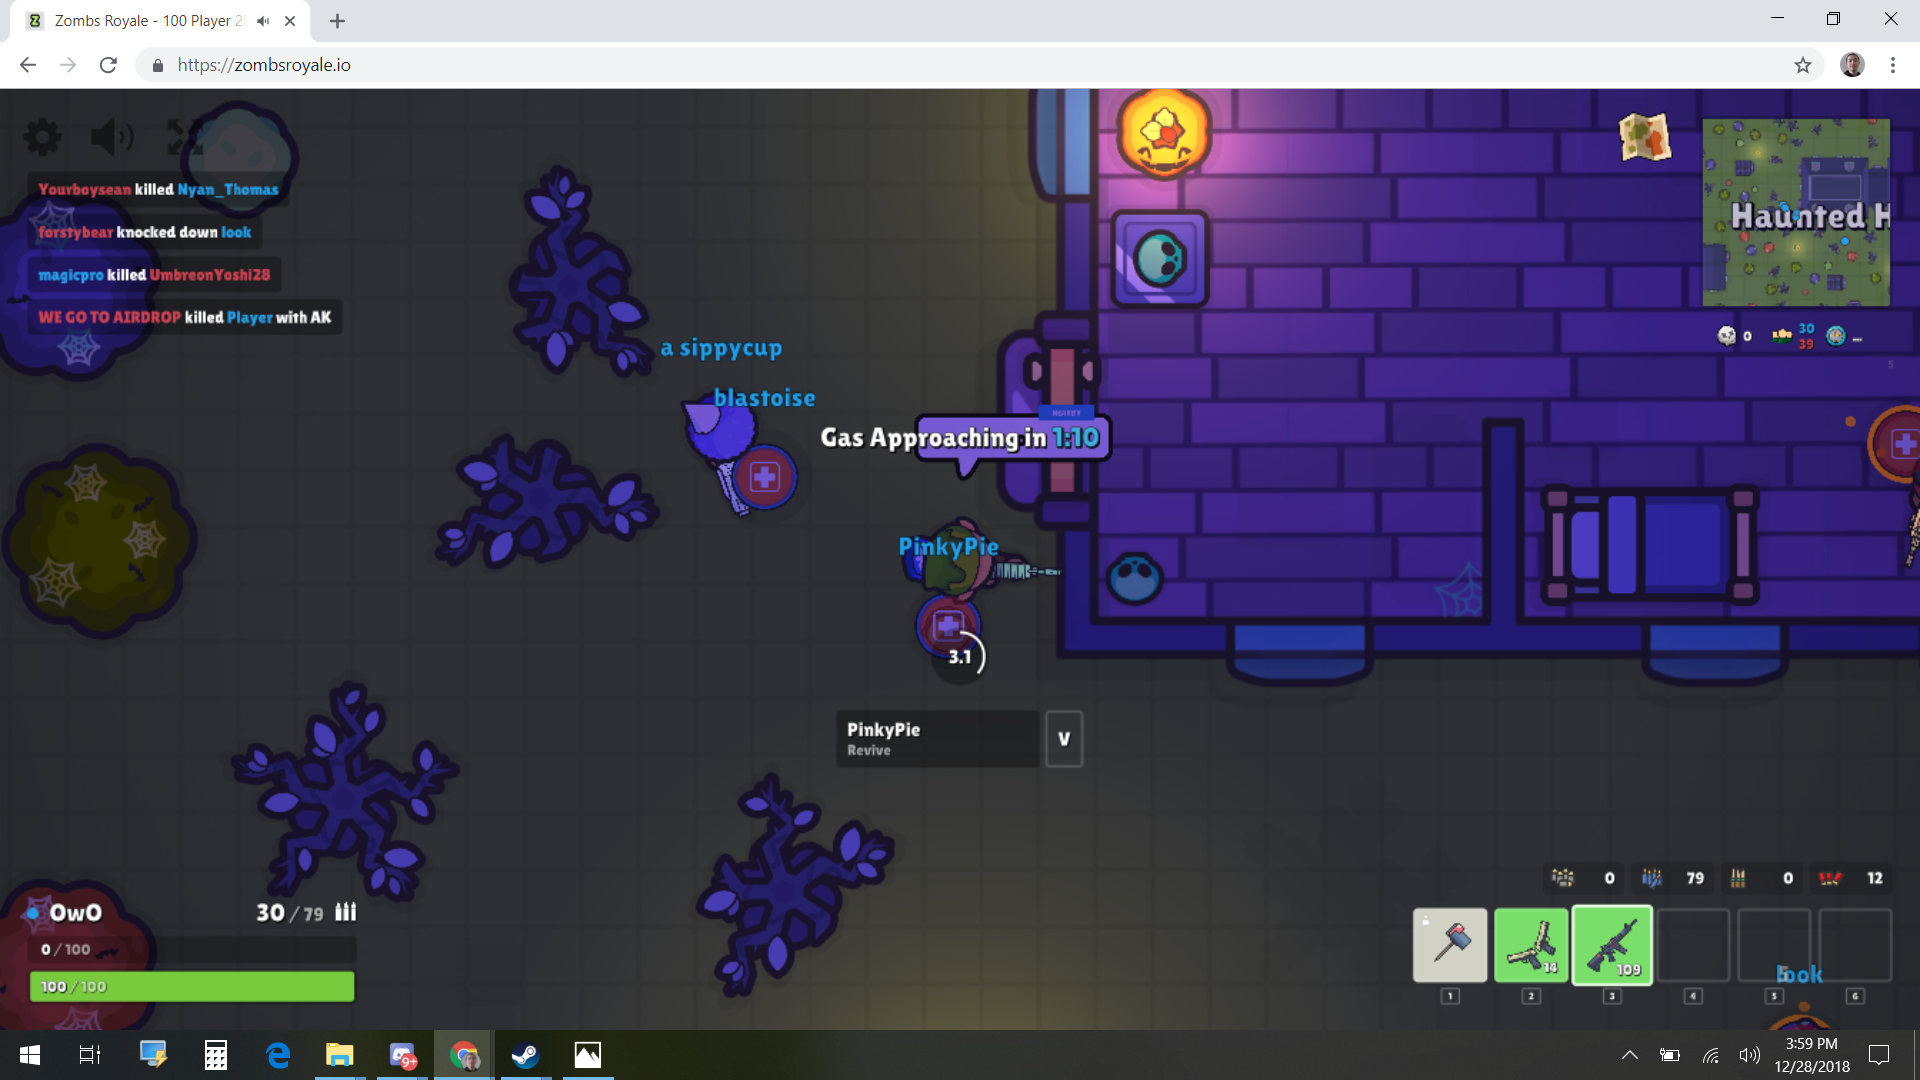 Zombs Royale - 100 Player 2
https://zombsroyale.io
Yourboysean killed Nyan_Thomas
forstybear knocked down look
magicpro killed UmbreonYoshi28
WE GO TO AIRDROP killed Player with AK
Haunted H
0
30
39
...
a sippycup
blastoise
Gas Approaching in 1:10
PinkyPie
3.1
PinkyPie
Revive
V
OwO
30 / 79
0 / 100
100 / 100
0
79
0
12
14
109
look
1
2
3
4
5
6
9+
3:59 PM
12/28/2018